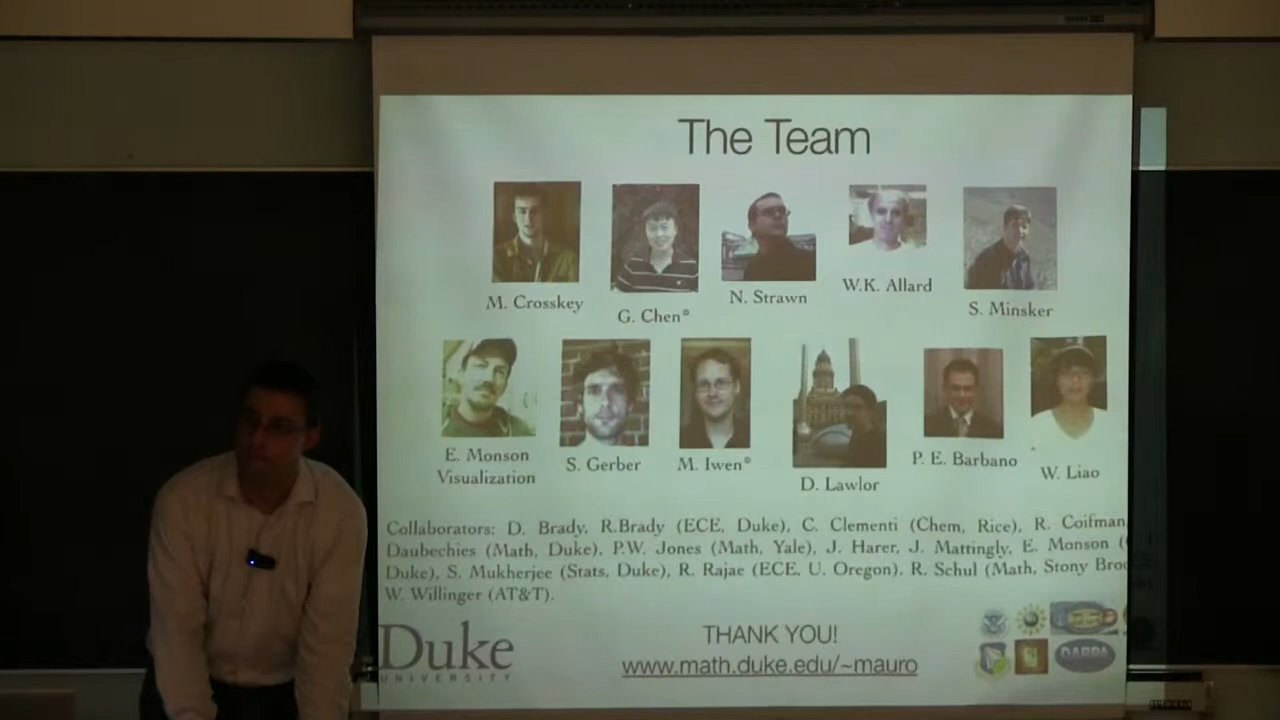 The Team
M. Crosskey
G. Chen°
N. Strawn
W.K. Allard
S. Minsker
E. Monson
Visualization
S. Gerber
M. Iwen°
D. Lawlor
P. E. Barbano
W. Liao
Collaborators: D. Brady, R.Brady (ECE, Duke), C. Clementi (Chem, Rice), R. Coifman,
Daubechies (Math, Duke), P.W. Jones (Math, Yale), J. Harer, J. Mattingly, E. Monson (
Duke), S. Mukherjee (Stats, Duke), R. Rajae (ECE, U. Oregon), R. Schul (Math, Stony Broo
W. Willinger (AT&T).
Duke
UNIVERSITY
THANK YOU!
www.math.duke.edu/~mauro
DARPA